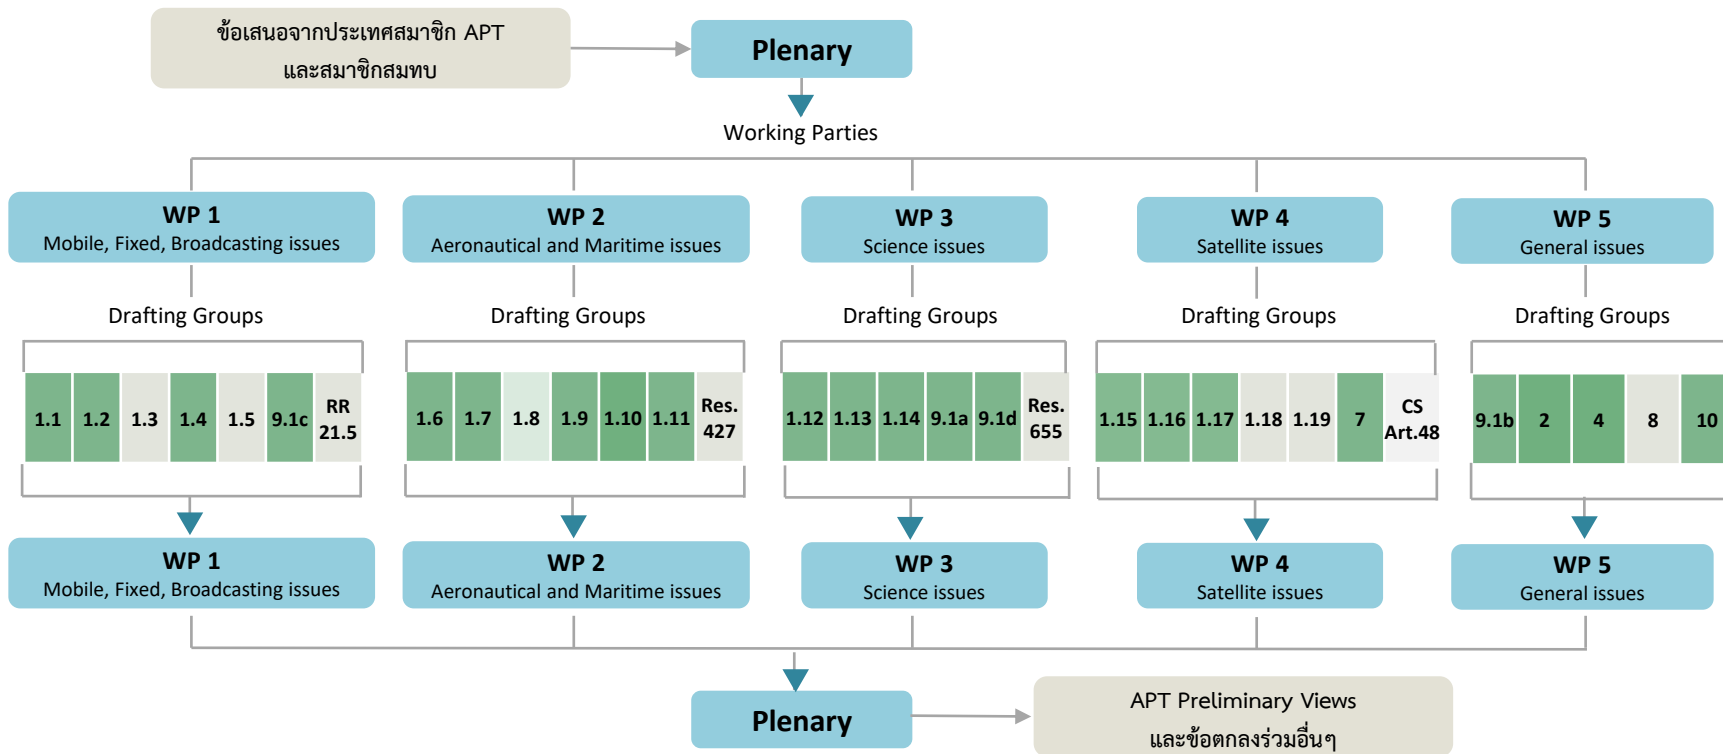 ข้อเสนอจากประเทศสมาชิก APT
และสมาชิกสมทบ
Plenary
Working Parties
WP 1
Mobile, Fixed, Broadcasting issues
WP 2
Aeronautical and Maritime issues
WP 3
Science issues
WP 4
Satellite issues
WP 5
General issues
Drafting Groups
Drafting Groups
Drafting Groups
Drafting Groups
Drafting Groups
1.1 1.2 1.3 1.4 1.5 9.1c RR 21.5
1.6 1.7 1.8 1.9 1.10 1.11 Res. 427
1.12 1.13 1.14 9.1a 9.1d Res. 655
1.15 1.16 1.17 1.18 1.19 7 CS Art.48
9.1b 2 4 8 10
WP 1
Mobile, Fixed, Broadcasting issues
WP 2
Aeronautical and Maritime issues
WP 3
Science issues
WP 4
Satellite issues
WP 5
General issues
Plenary
APT Preliminary Views
และข้อตกลงร่วมอื่นๆ